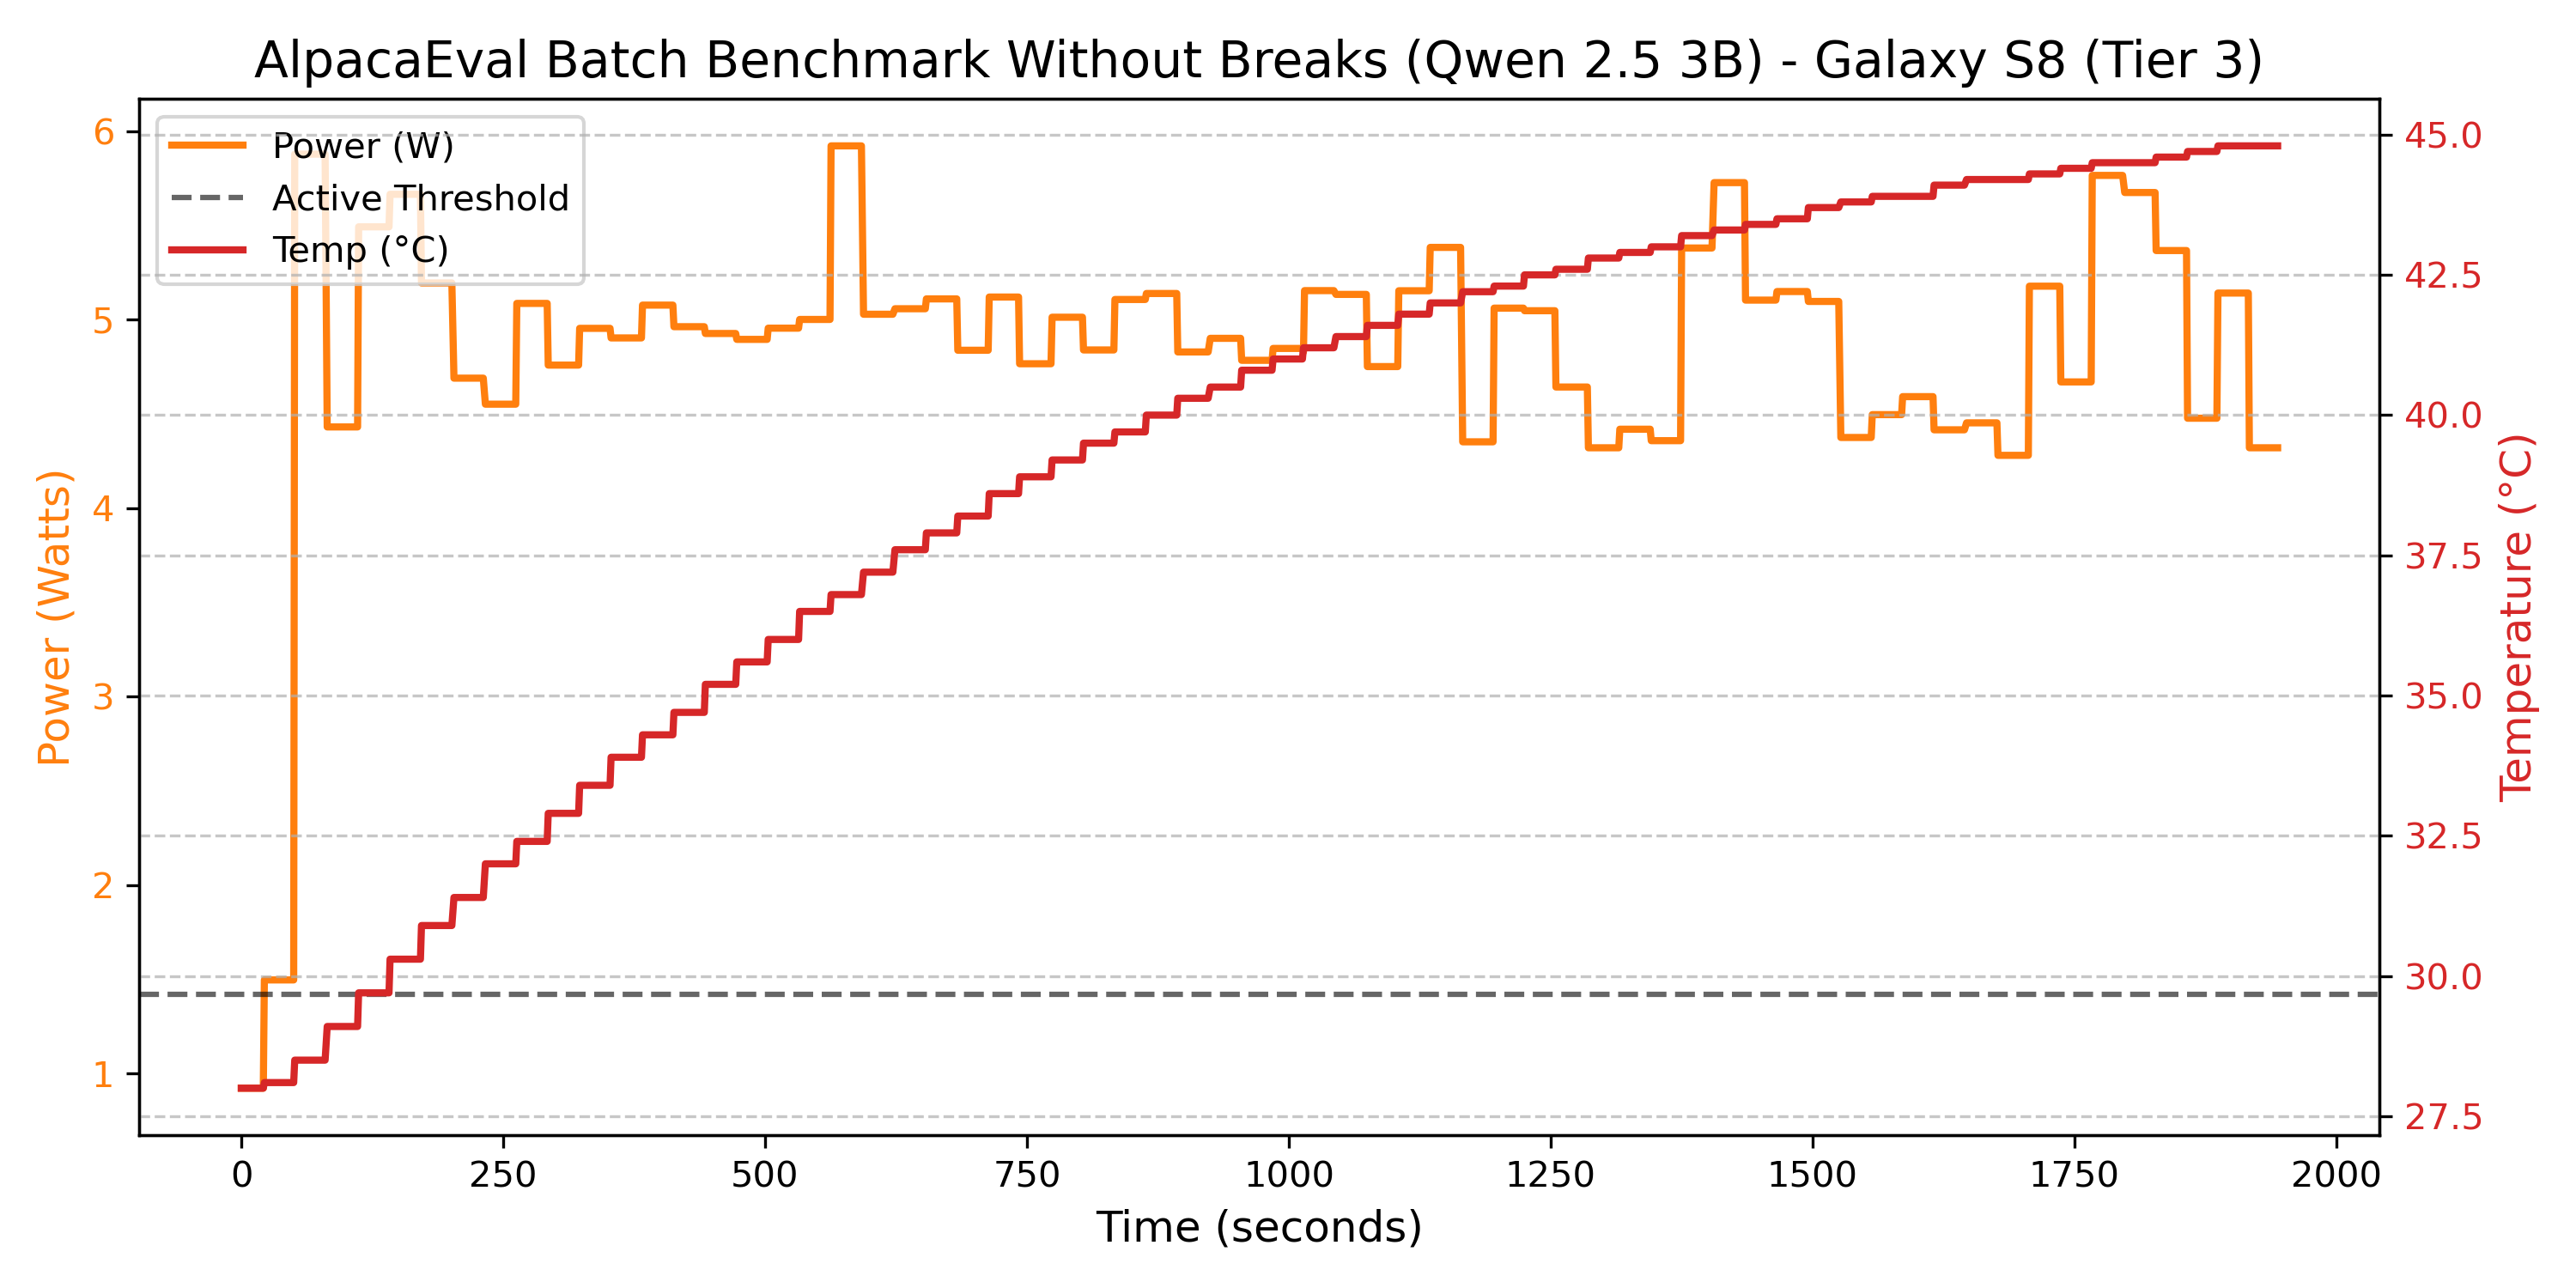 AlpacaEval Batch Benchmark Without Breaks (Qwen 2.5 3B) - Galaxy S8 (Tier 3)
Power (W)
Active Threshold
Temp (°C)
Power (Watts)
6
5
4
3
2
1
45.0
42.5
40.0
37.5
35.0
32.5
30.0
27.5
Temperature (°C)
0 250 500 750 1000 1250 1500 1750 2000
Time (seconds)